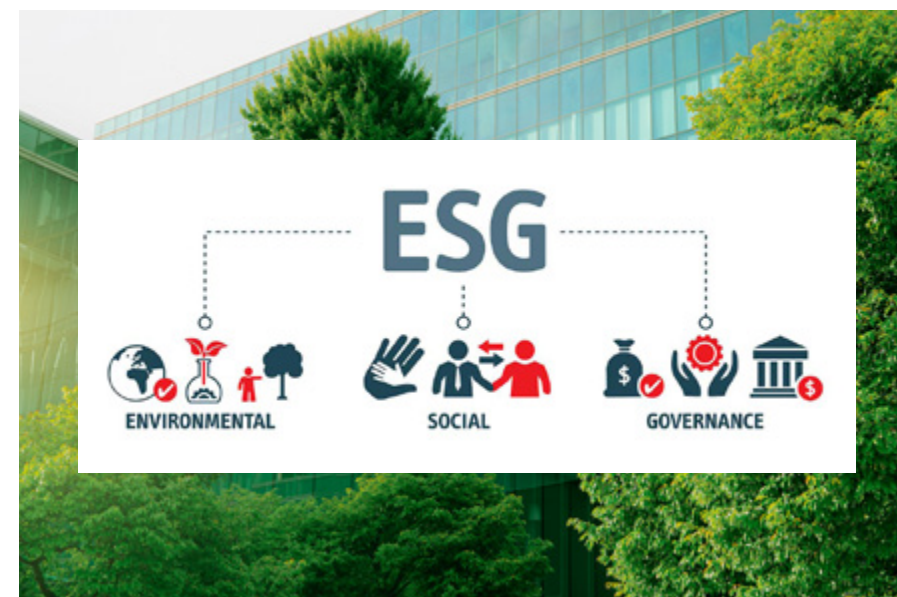 ESG
ENVIRONMENTAL
SOCIAL
GOVERNANCE
$
$